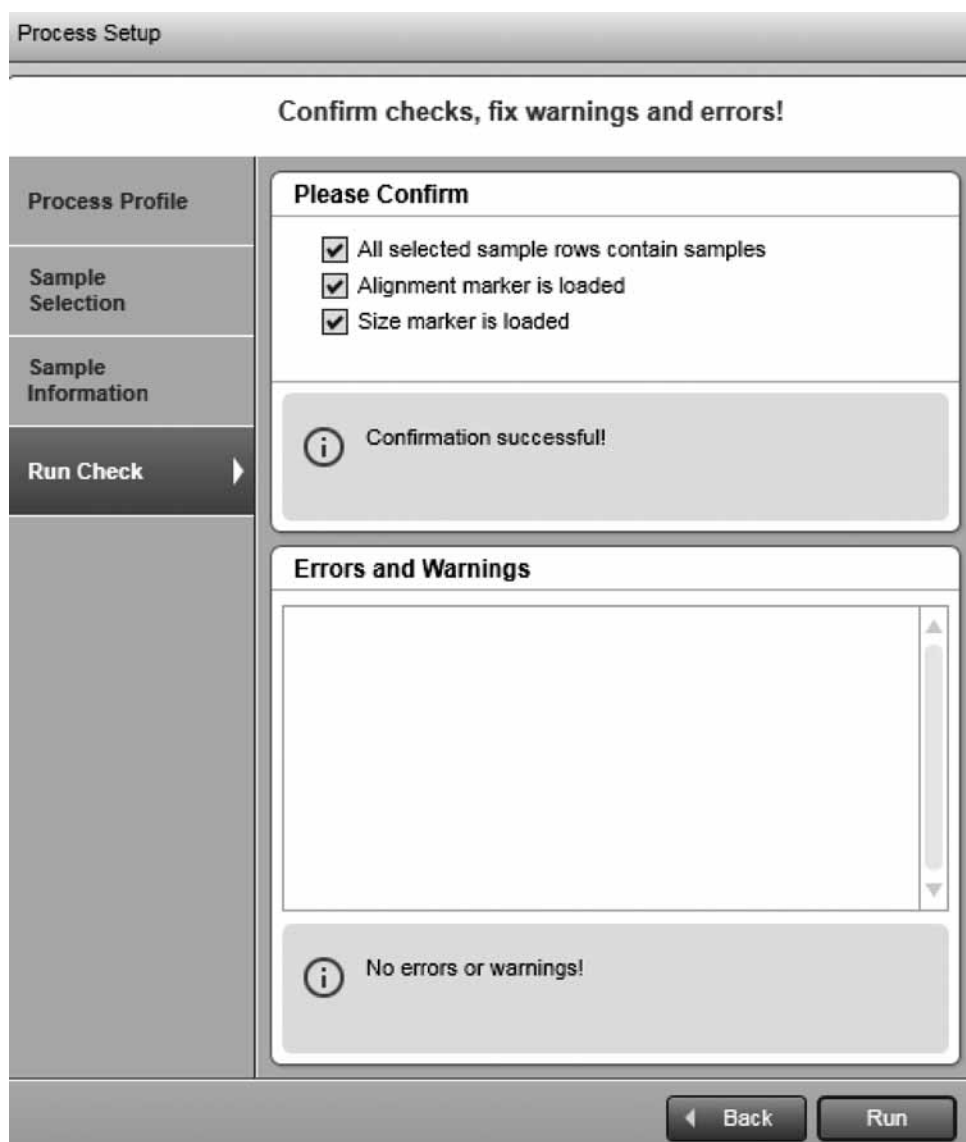 Process Setup
Confirm checks, fix warnings and errors!
Process Profile
Sample
Selection
Sample
Information
Run Check
Please Confirm
All selected sample rows contain samples
Alignment marker is loaded
Size marker is loaded
Confirmation successful!
Errors and Warnings
No errors or warnings!
Back
Run